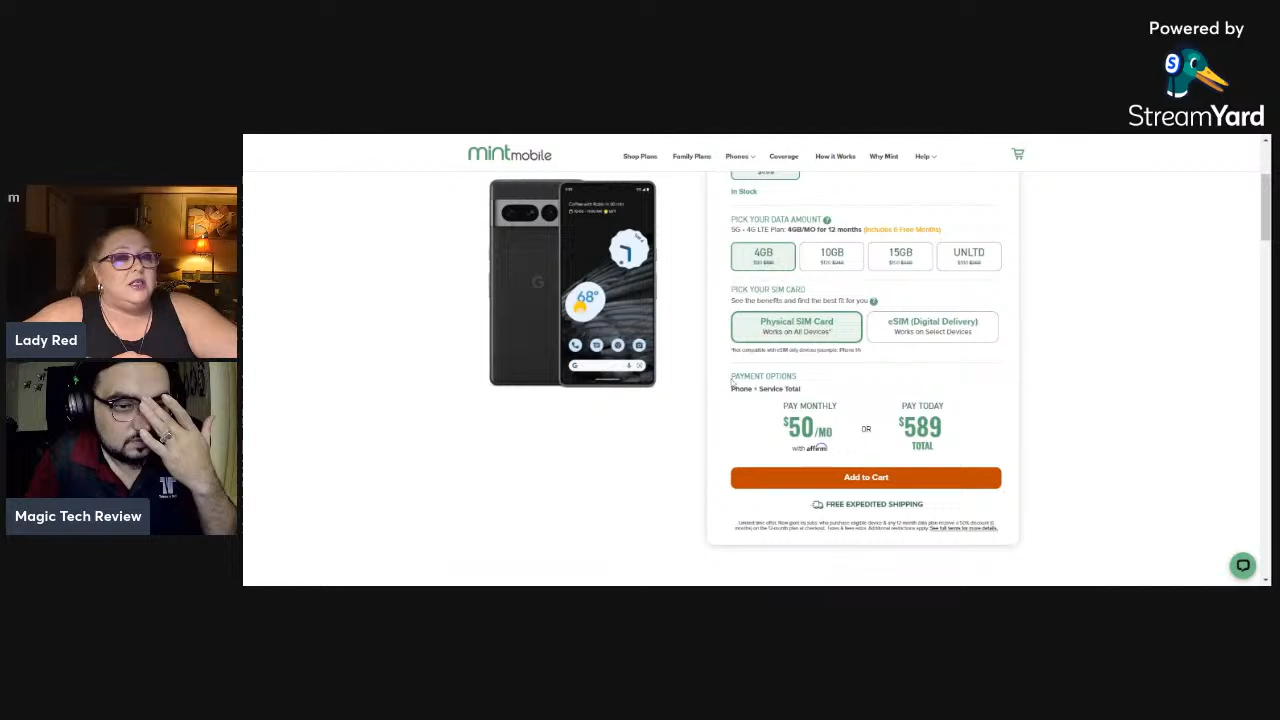 Powered by
S
StreamYard
m
Lady Red
Magic Tech Review
mintmobile
Shop Plans
Family Plans
Phones
Coverage
How it Works
Why Mint
Help
In Stock
PICK YOUR DATA AMOUNT ?
5G • 4G LTE Plan: 4GB/MO for 12 months (Includes 6 Free Months)
4GB
10GB
15GB
UNLTD
PICK YOUR SIM CARD
See the benefits and find the best fit for you ?
Physical SIM Card
Works on All Devices*
eSIM (Digital Delivery)
Works on Select Devices
PAYMENT OPTIONS
Phone + Service Total
PAY MONTHLY
$50/MO
with affirm
OR
PAY TODAY
$589
TOTAL
Add to Cart
FREE EXPEDITED SHIPPING
68°
G